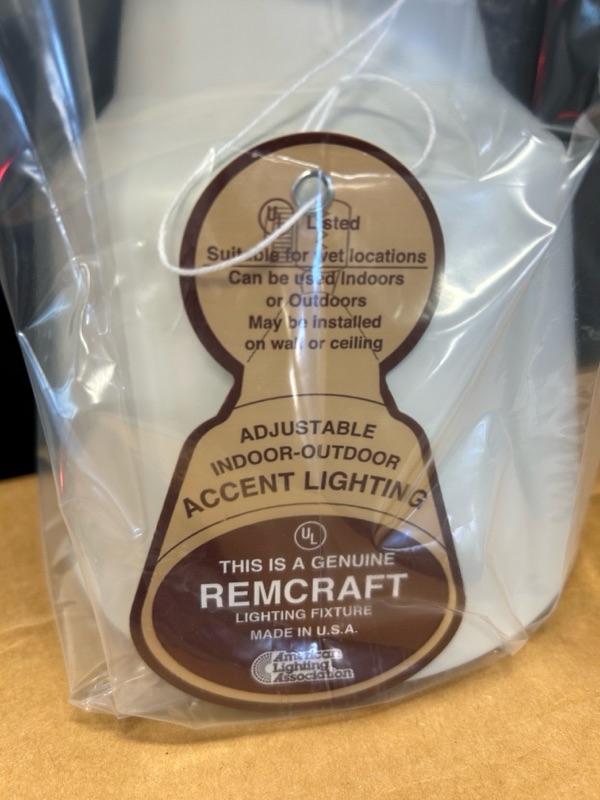 UL Listed
Suitable for wet locations
Can be used Indoors
or Outdoors
May be installed
on wall or ceiling
ADJUSTABLE
INDOOR-OUTDOOR
ACCENT LIGHTING
UL
THIS IS A GENUINE
REMCRAFT
LIGHTING FIXTURE
MADE IN U.S.A.
American
Lighting
Association